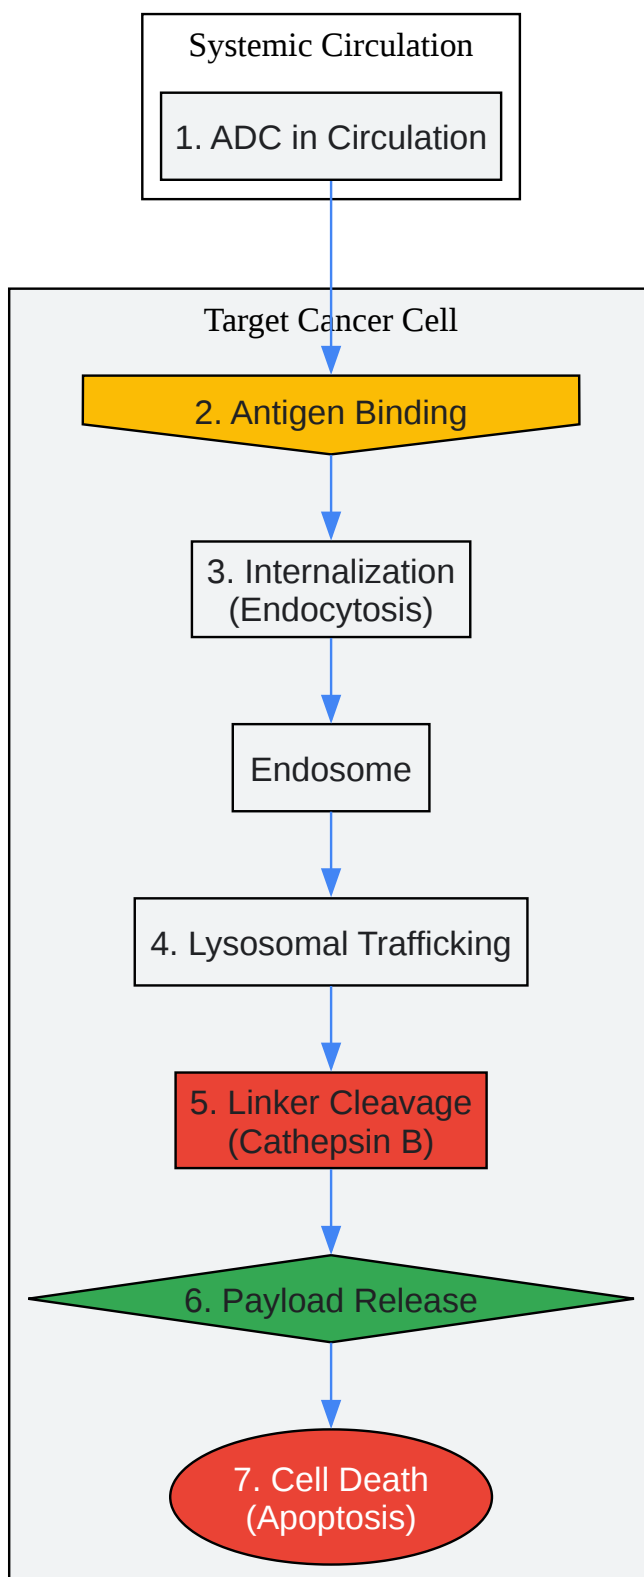 Systemic Circulation
1. ADC in Circulation
Target Cancer Cell
2. Antigen Binding
3. Internalization
(Endocytosis)
Endosome
4. Lysosomal Trafficking
5. Linker Cleavage
(Cathepsin B)
6. Payload Release
7. Cell Death
(Apoptosis)